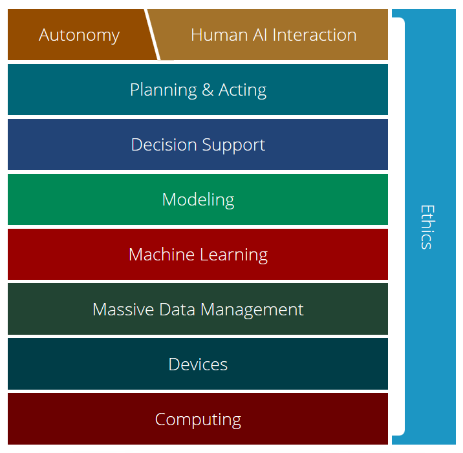 Autonomy
Human AI Interaction
Planning & Acting
Decision Support
Modeling
Machine Learning
Massive Data Management
Devices
Computing
Ethics